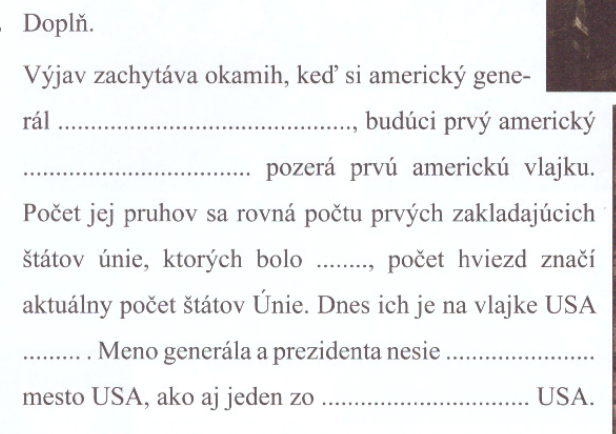 Doplň.
Výjav zachytáva okamih, keď si americký gene-
rál ............................................, budúci prvý americký
.................................. pozerá prvú americkú vlajku.
Počet jej pruhov sa rovná počtu prvých zakladajúcich
štátov únie, ktorých bolo ........, počet hviezd značí
aktuálny počet štátov Únie. Dnes ich je na vlajke USA
......... . Meno generála a prezidenta nesie ......................
mesto USA, ako aj jeden zo ............................... USA.